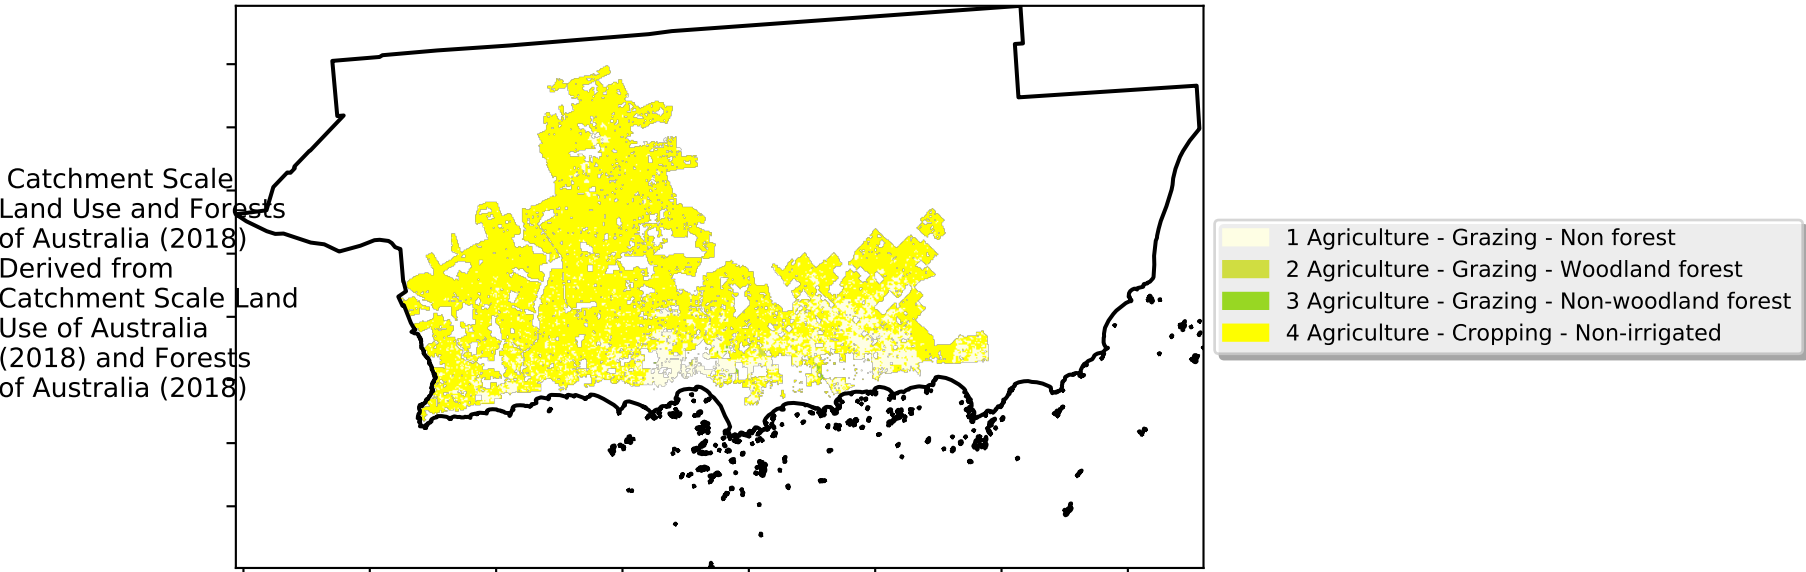 Catchment Scale
Land Use and Forests
of Australia (2018)
Derived from
Catchment Scale Land
Use of Australia
(2018) and Forests
of Australia (2018)
1 Agriculture - Grazing - Non forest
2 Agriculture - Grazing - Woodland forest
3 Agriculture - Grazing - Non-woodland forest
4 Agriculture - Cropping - Non-irrigated